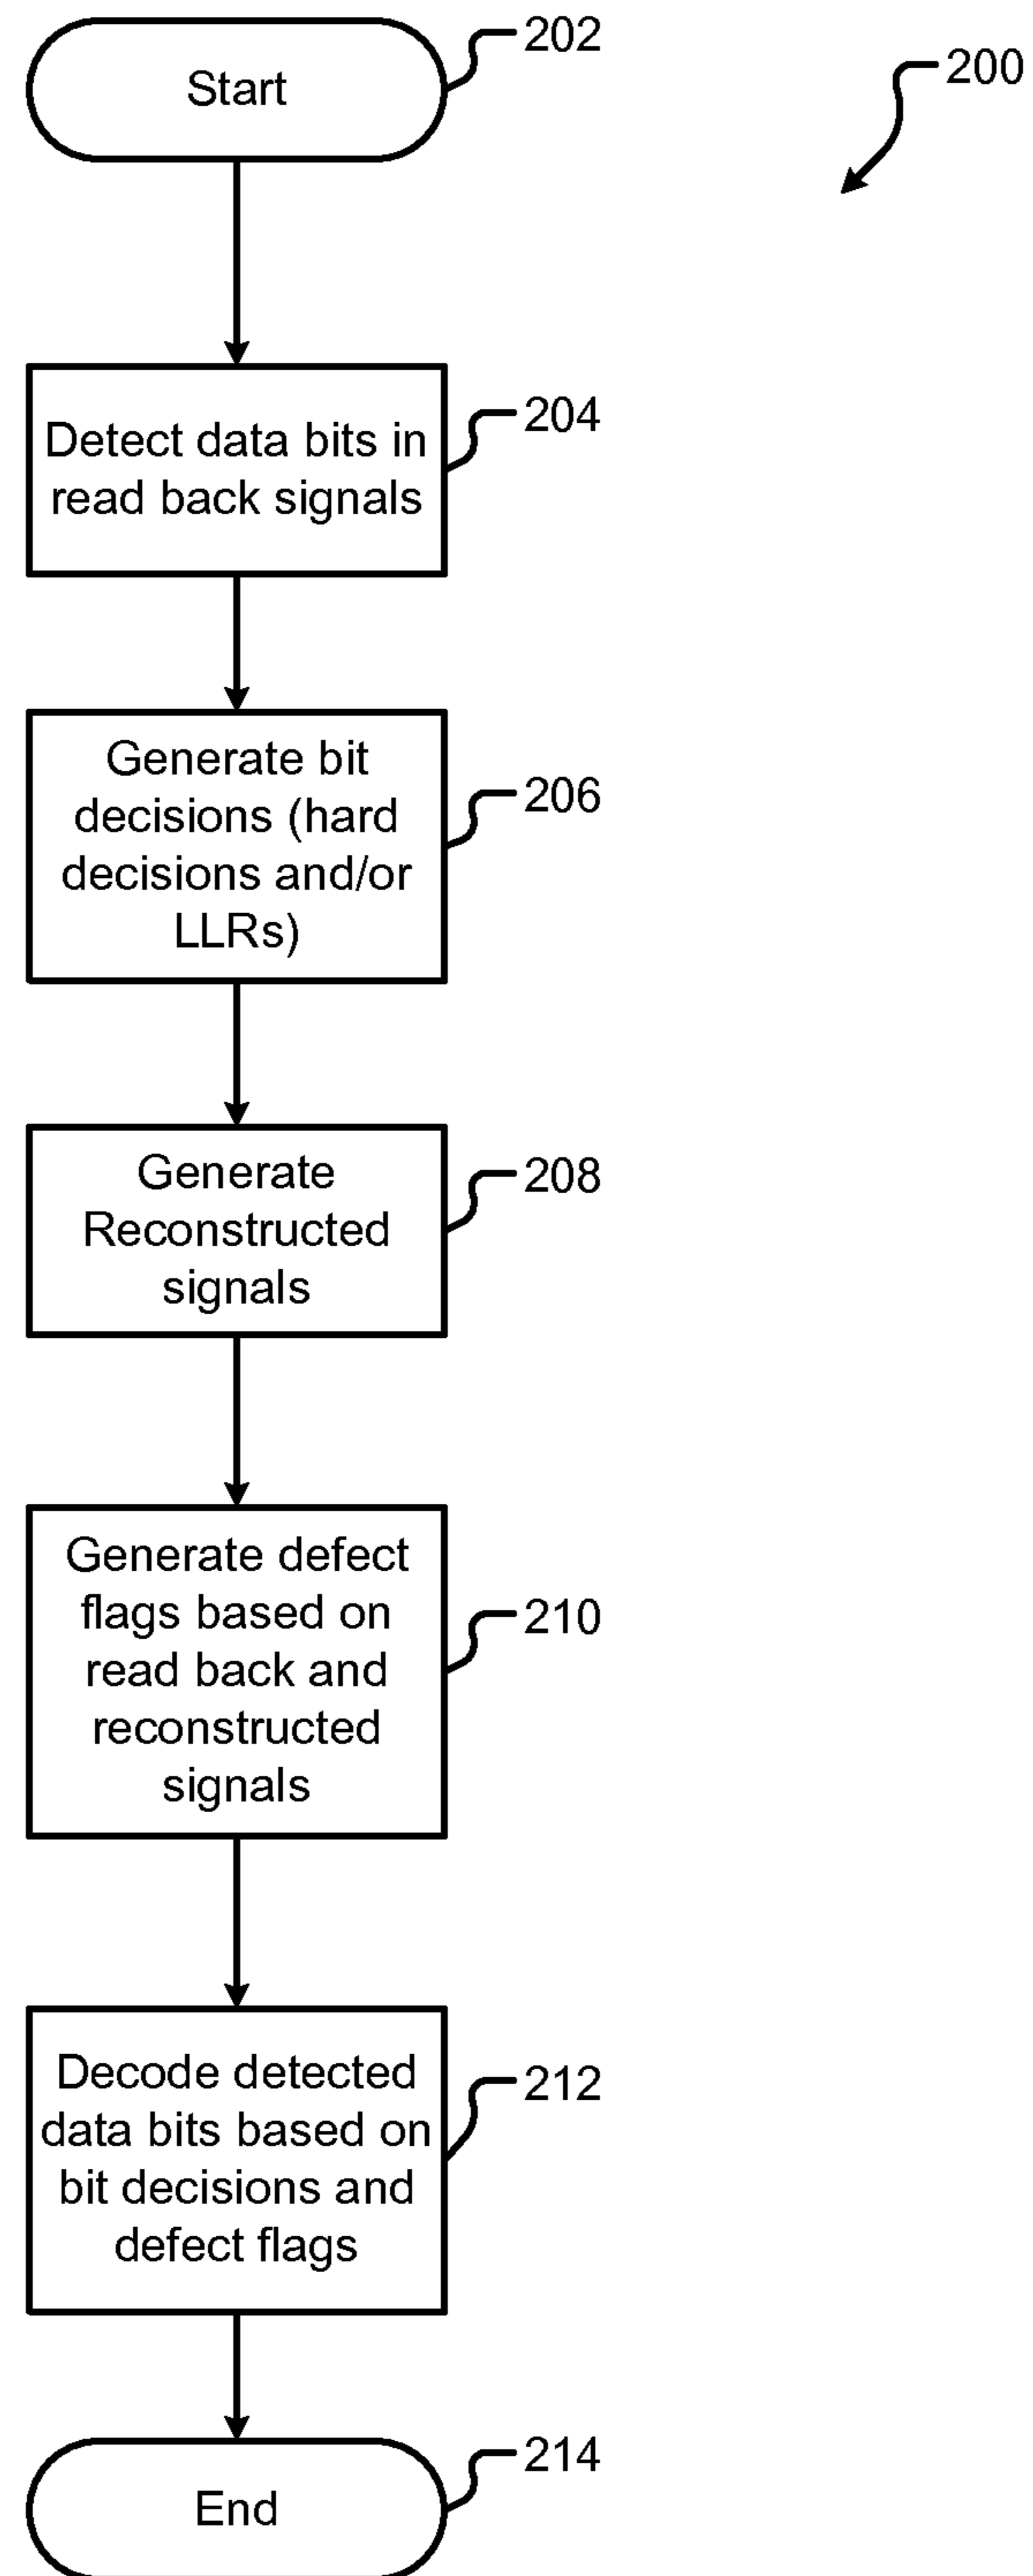 Start
202
200
Detect data bits in
read back signals
204
Generate bit
decisions (hard
decisions and/or
LLRs)
206
Generate
Reconstructed
signals
208
Generate defect
flags based on
read back and
reconstructed
signals
210
Decode detected
data bits based on
bit decisions and
defect flags
212
End
214